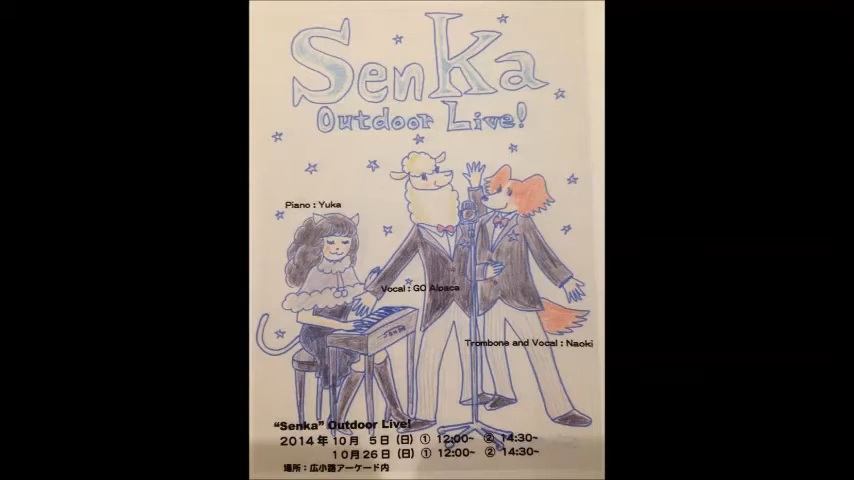 SenKa
Outdoor Live!
Piano : Yuka
Vocal : GO Alpaca
Trombone and Vocal : Naoki
“Senka” Outdoor Live!
2014年 10月 5日 (日) ① 12:00~ ② 14:30~
10月 26日 (日) ① 12:00~ ② 14:30~
場所：広小路アーケード内